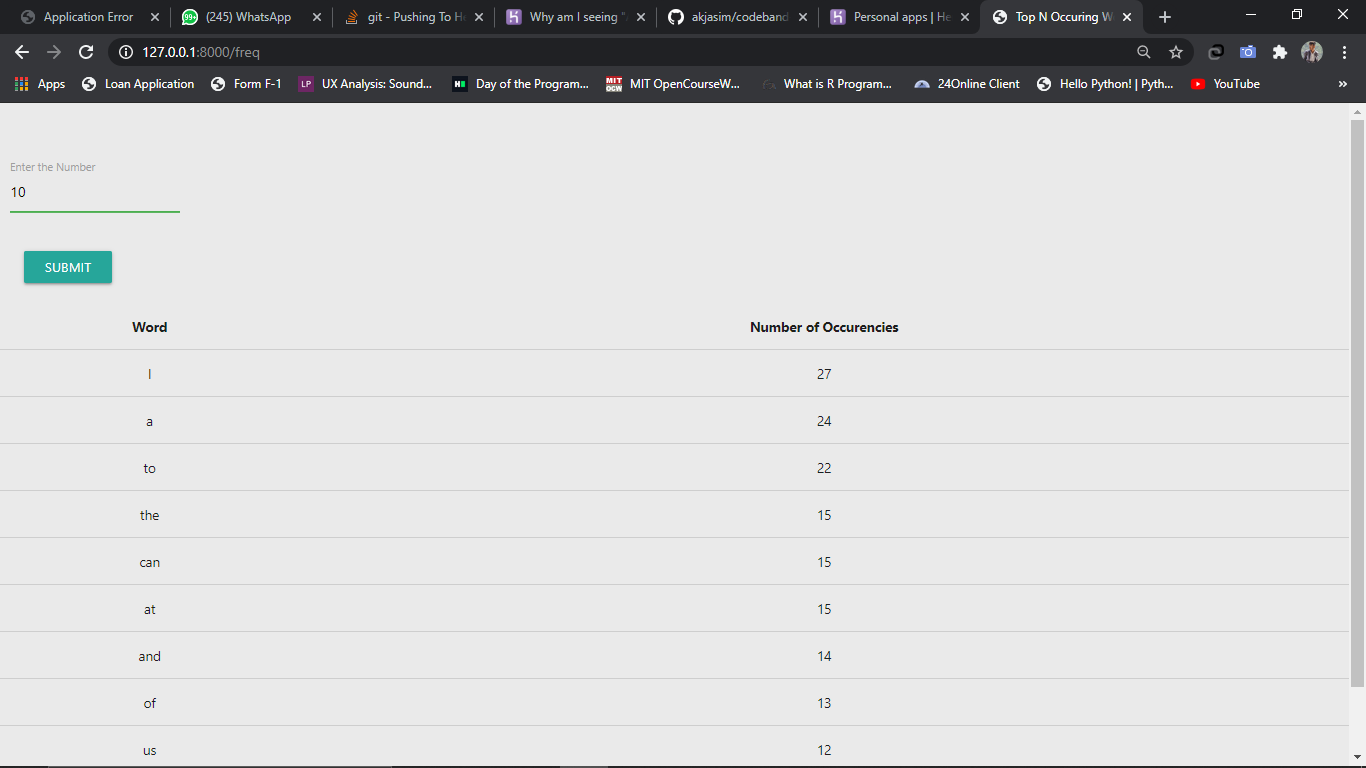 Application Error
(245) WhatsApp
git - Pushing To He
Why am I seeing "
akjasim/codeband
Personal apps | He
Top N Occuring W
127.0.0.1:8000/freq
Apps
Loan Application
Form F-1
UX Analysis: Sound...
Day of the Program...
MIT OpenCourseW...
What is R Program...
24Online Client
Hello Python! | Pyth...
YouTube
»
Enter the Number
10
SUBMIT
Word Number of Occurencies
I 27
a 24
to 22
the 15
can 15
at 15
and 14
of 13
us 12